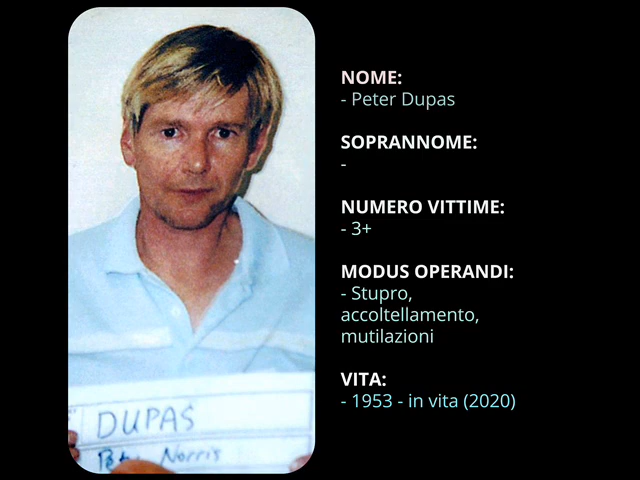 NOME:
- Peter Dupas
SOPRANNOME:
-
NUMERO VITTIME:
- 3+
MODUS OPERANDI:
- Stupro,
accoltellamento,
mutilazioni
VITA:
- 1953 - in vita (2020)
DUPAS
Norris